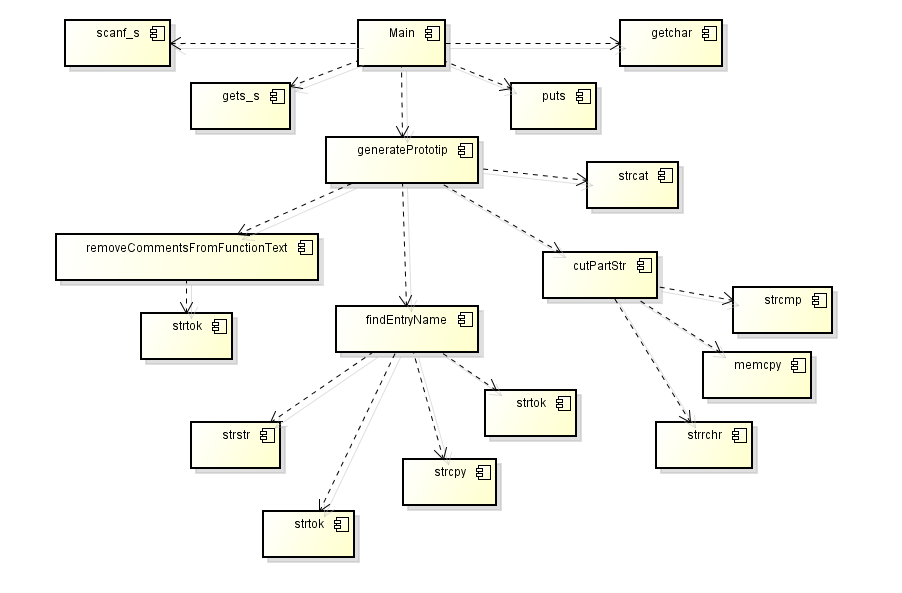 scanf_s
Main
getchar
gets_s
puts
generatePrototip
strcat
removeCommentsFromFunctionText
cutPartStr
strcmp
strtok
findEntryName
memcpy
strtok
strstr
strrchr
strcpy
strtok